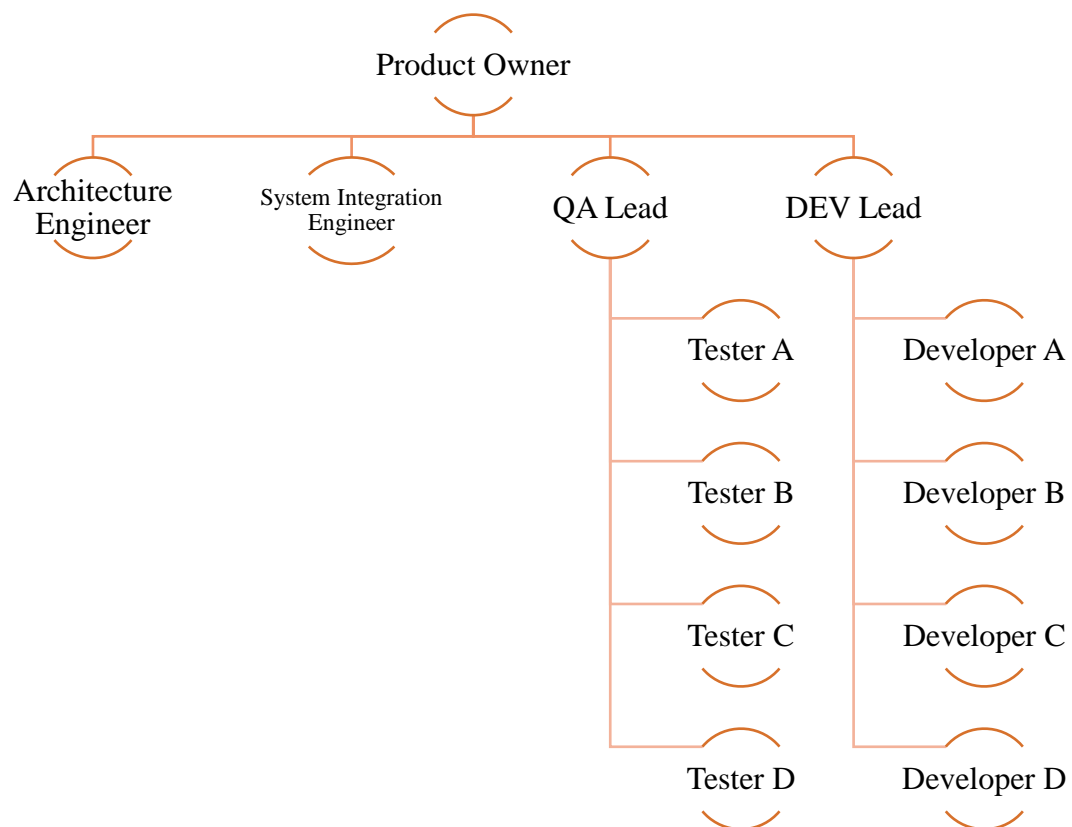 Product Owner
Architecture
Engineer
System Integration
Engineer
QA Lead
DEV Lead
Tester A
Developer A
Tester B
Developer B
Tester C
Developer C
Tester D
Developer D